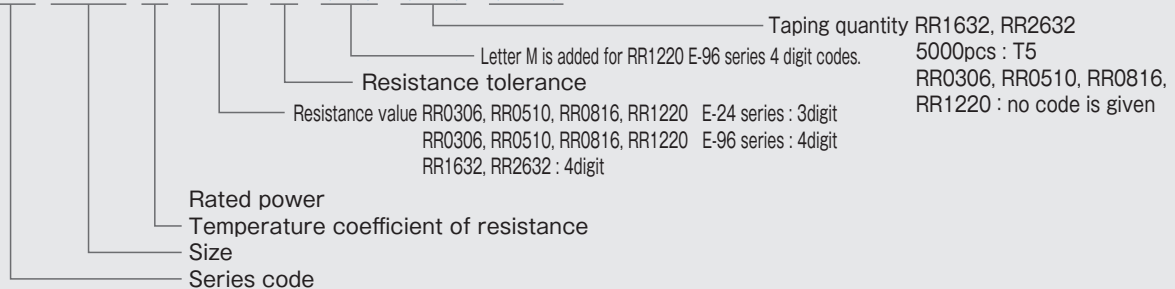 Taping quantity RR1632, RR2632
5000pcs : T5
RR0306, RR0510, RR0816,
RR1220 : no code is given
Letter M is added for RR1220 E-96 series 4 digit codes.
Resistance tolerance
Resistance value RR0306, RR0510, RR0816, RR1220 E-24 series : 3digit
RR0306, RR0510, RR0816, RR1220 E-96 series : 4digit
RR1632, RR2632 : 4digit
Rated power
Temperature coefficient of resistance
Size
Series code